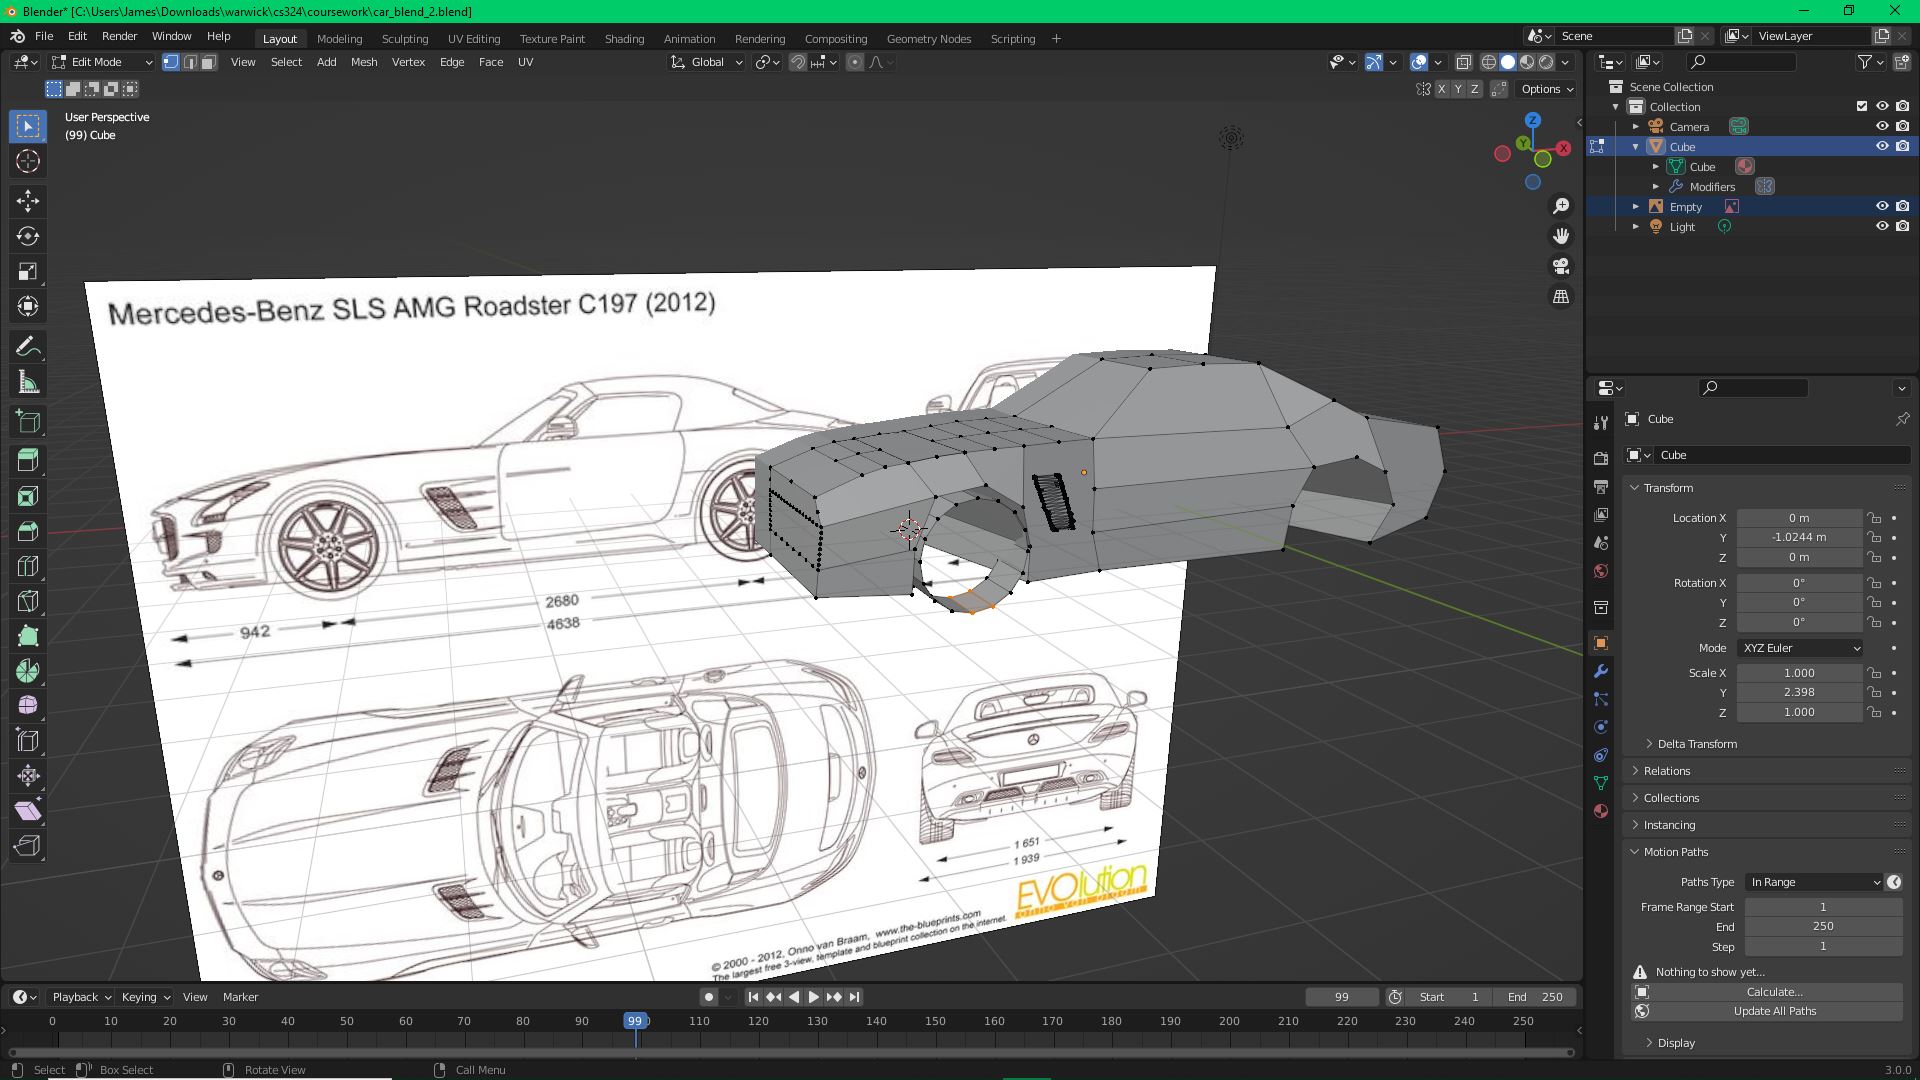 Blender* [C:\Users\James\Downloads\warwick\cs324\coursework\car_blend_2.blend]
File Edit Render Window Help Layout Modeling Sculpting UV Editing Texture Paint Shading Animation Rendering Compositing Geometry Nodes Scripting + Scene ViewLayer
Edit Mode View Select Add Mesh Vertex Edge Face UV Global
X Y Z Options
User Perspective
(99) Cube
Z
Y
X
Scene Collection
Collection
Camera
Cube
Cube
Modifiers
Empty
Light
Mercedes-Benz SLS AMG Roadster C197 (2012)
2680
942
4638
1 651
1 939
EVOlution
onno van braam
© 2000 - 2012, Onno van Braam, www.the-blueprints.com
The largest free 3-view, template and blueprint collection on the internet.
Cube
Cube
Transform
Location X 0 m
Y -1.0244 m
Z 0 m
Rotation X 0°
Y 0°
Z 0°
Mode XYZ Euler
Scale X 1.000
Y 2.398
Z 1.000
Delta Transform
Relations
Collections
Instancing
Motion Paths
Paths Type In Range
Frame Range Start 1
End 250
Step 1
Nothing to show yet...
Calculate...
Update All Paths
Display
Playback Keying View Marker 99 Start 1 End 250
0 10 20 30 40 50 60 70 80 99 110 120 130 140 150 160 170 180 190 200 210 220 230 240 250
Select Box Select Rotate View Call Menu 3.0.0